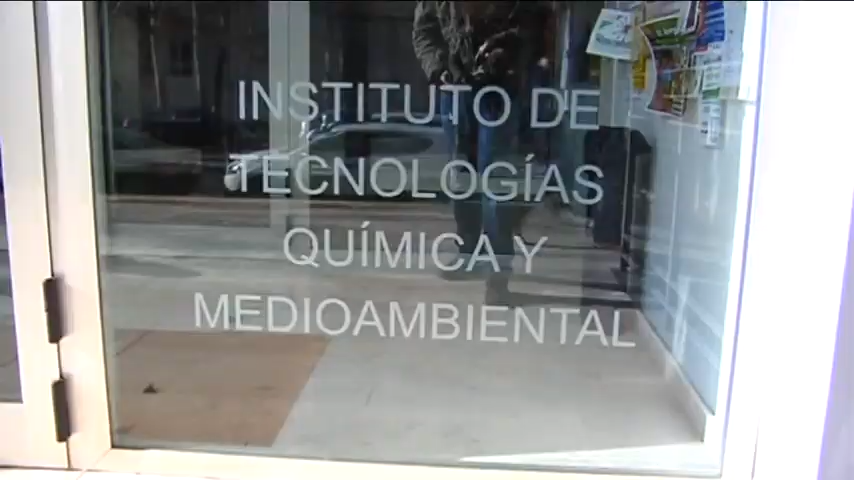 INSTITUTO DE
TECNOLOGÍAS
QUÍMICA Y
MEDIOAMBIENTAL